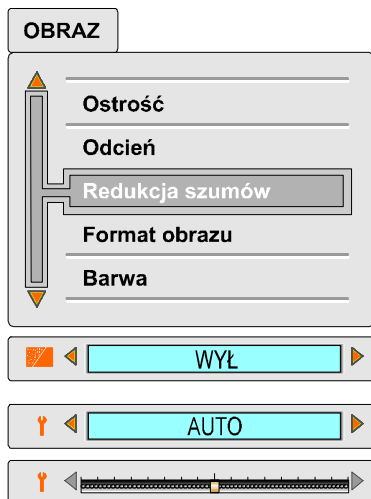 OBRAZ
Ostrość
Odcień
Redukcja szumów
Format obrazu
Barwa
WYŁ
AUTO